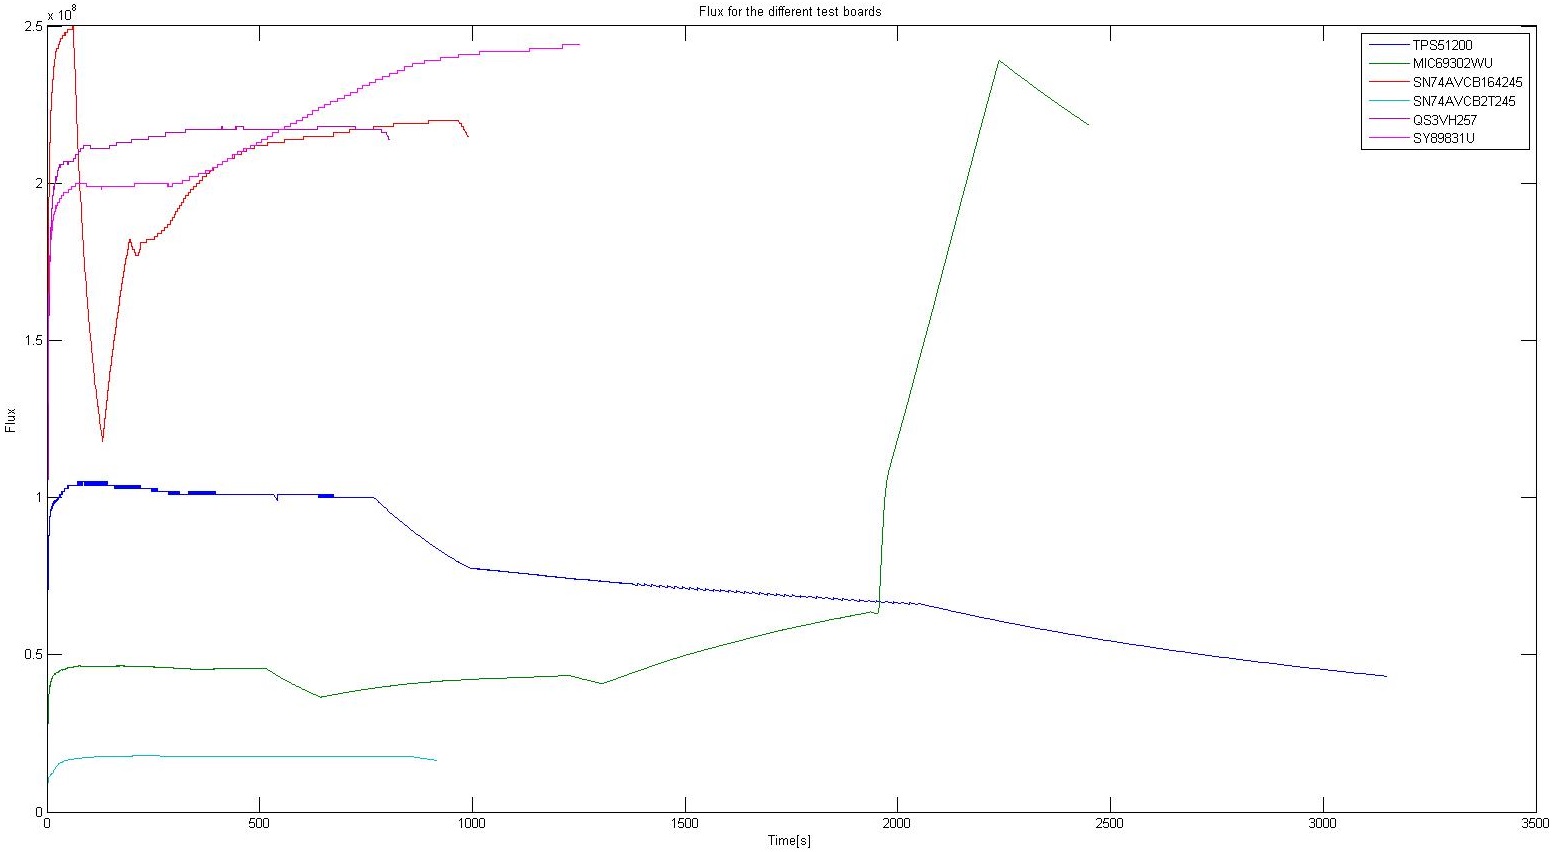 Flux for the different test boards
x 10^8
2.5
2
1.5
1
0.5
0
Flux
0 500 1000 1500 2000 2500 3000 3500
Time[s]
TPS51200
MIC69302WU
SN74AVCB164245
SN74AVCB2T245
QS3VH257
SY89831U